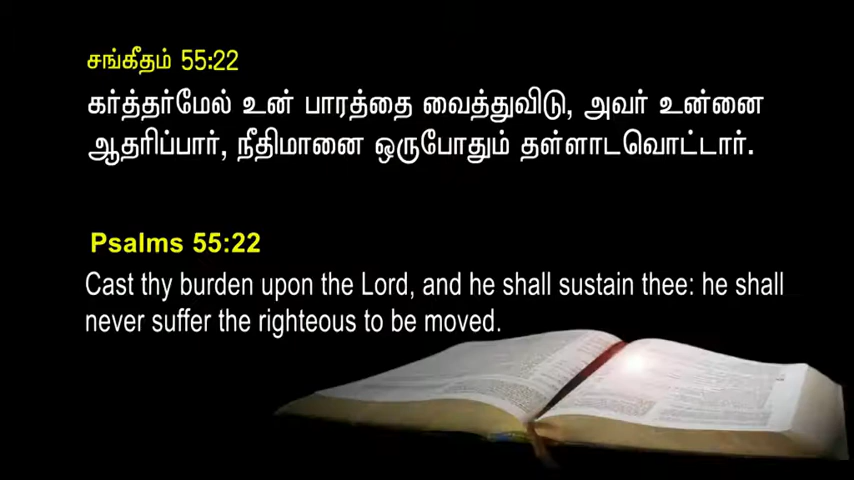 சங்கீதம் 55:22
கர்த்தர்மேல் உன் பாரத்தை வைத்துவிடு, அவர் உன்னை
ஆதரிப்பார், நீதிமானை ஒருபோதும் தள்ளாடவொட்டார்.
Psalms 55:22
Cast thy burden upon the Lord, and he shall sustain thee: he shall
never suffer the righteous to be moved.